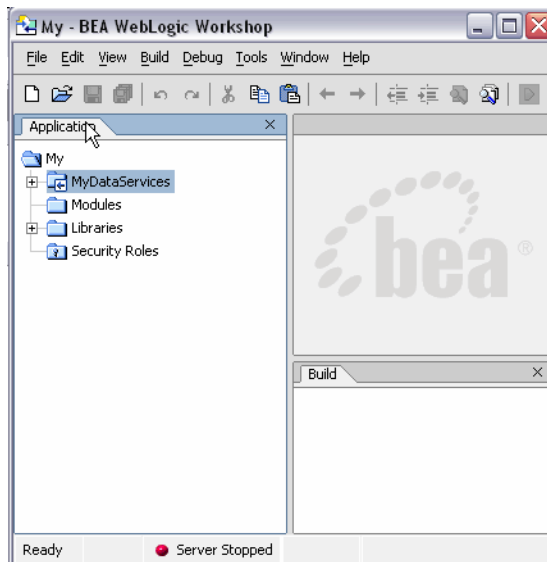 My - BEA WebLogic Workshop
File Edit View Build Debug Tools Window Help
Application
My
MyDataServices
Modules
Libraries
Security Roles
bea®
Build
Ready
Server Stopped